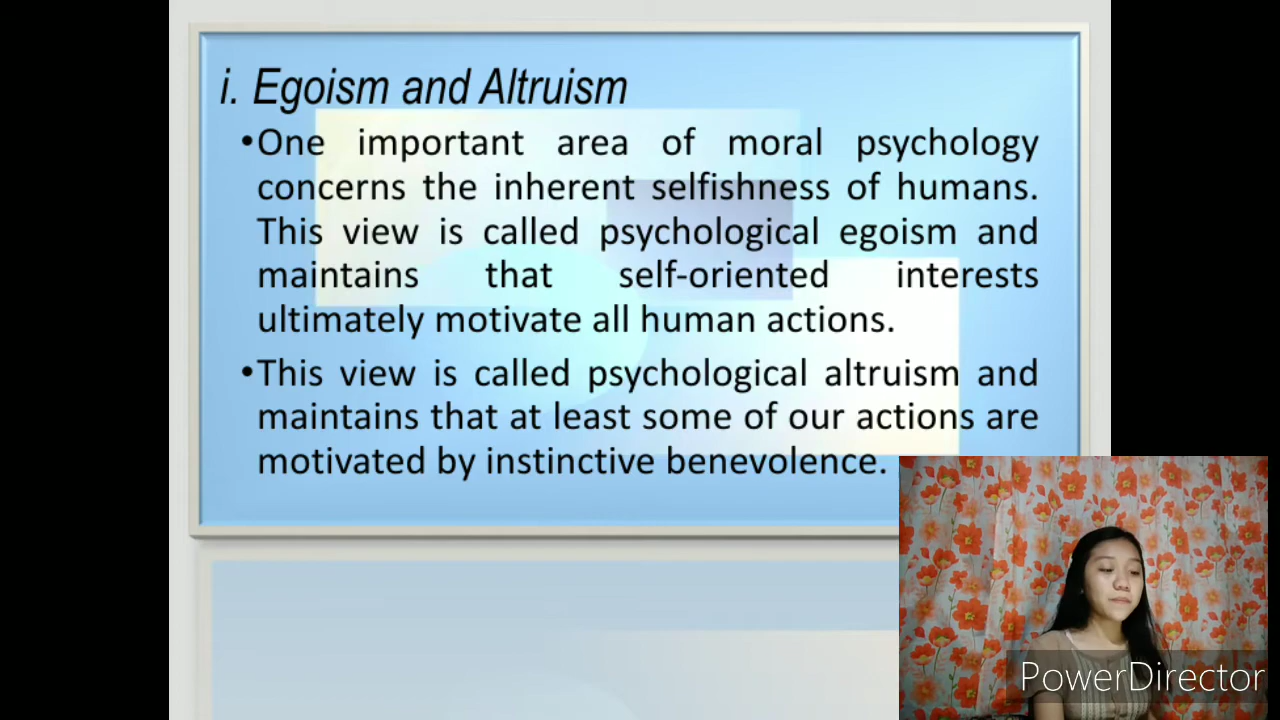 i. Egoism and Altruism
•One important area of moral psychology
concerns the inherent selfishness of humans.
This view is called psychological egoism and
maintains that self-oriented interests
ultimately motivate all human actions.
•This view is called psychological altruism and
maintains that at least some of our actions are
motivated by instinctive benevolence.
PowerDirector